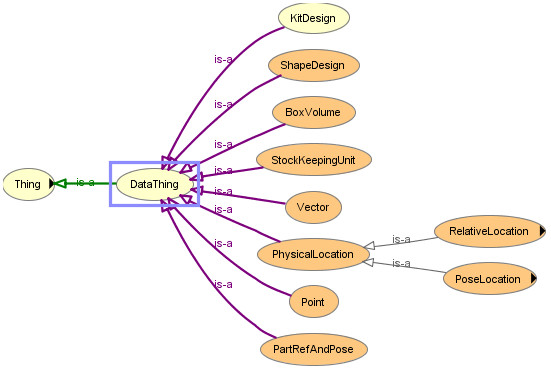 KitDesign
is-a
ShapeDesign
is-a
BoxVolume
is-a
StockKeepingUnit
is-a
Thing
is-a
DataThing
is-a
Vector
is-a
RelativeLocation
is-a
PhysicalLocation
is-a
PoseLocation
is-a
Point
is-a
PartRefAndPose